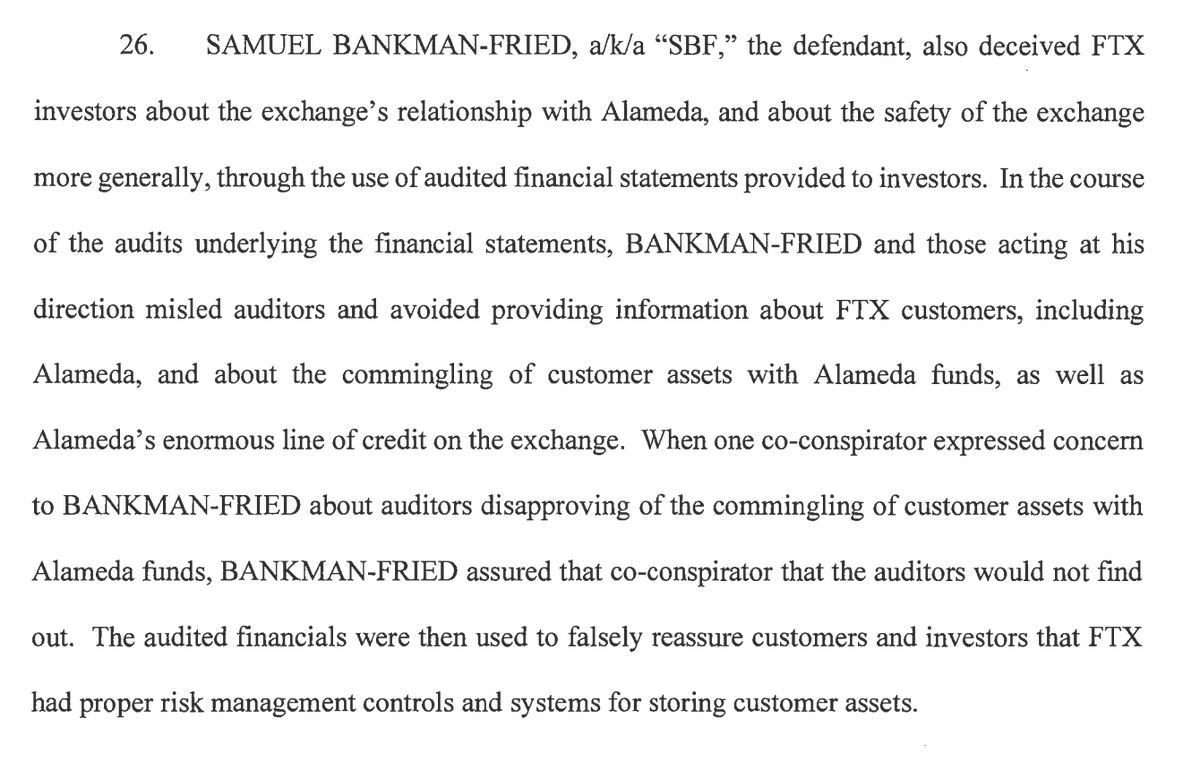 26. SAMUEL BANKMAN-FRIED, a/k/a “SBF,” the defendant, also deceived FTX
investors about the exchange’s relationship with Alameda, and about the safety of the exchange
more generally, through the use of audited financial statements provided to investors. In the course
of the audits underlying the financial statements, BANKMAN-FRIED and those acting at his
direction misled auditors and avoided providing information about FTX customers, including
Alameda, and about the commingling of customer assets with Alameda funds, as well as
Alameda’s enormous line of credit on the exchange. When one co-conspirator expressed concern
to BANKMAN-FRIED about auditors disapproving of the commingling of customer assets with
Alameda funds, BANKMAN-FRIED assured that co-conspirator that the auditors would not find
out. The audited financials were then used to falsely reassure customers and investors that FTX
had proper risk management controls and systems for storing customer assets.